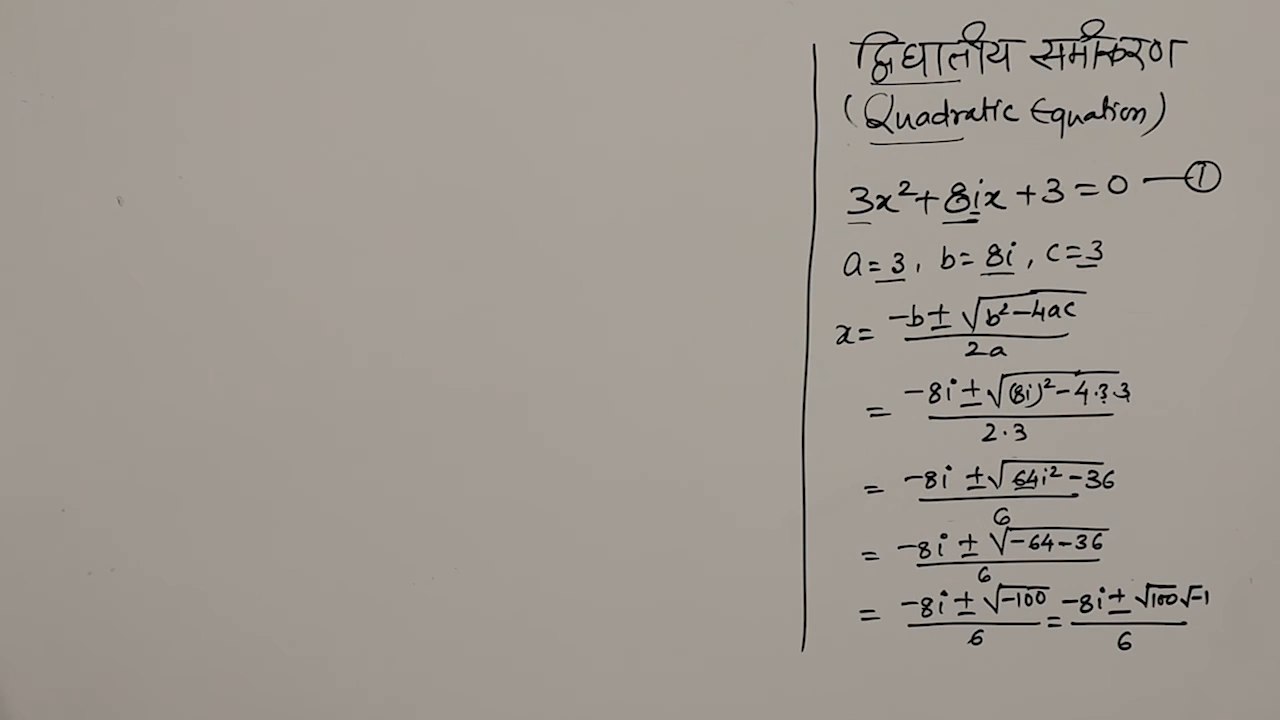 द्विघातीय समीकरण
(Quadratic Equation)
3x²+8ix+3=0 —①
a=3, b=8i, c=3
x= -b±√b²-4ac / 2a
= -8i±√(8i)²-4·3·3 / 2·3
= -8i±√64i²-36 / 6
= -8i±√-64-36 / 6
= -8i±√-100 / 6 = -8i±√100√-1 / 6